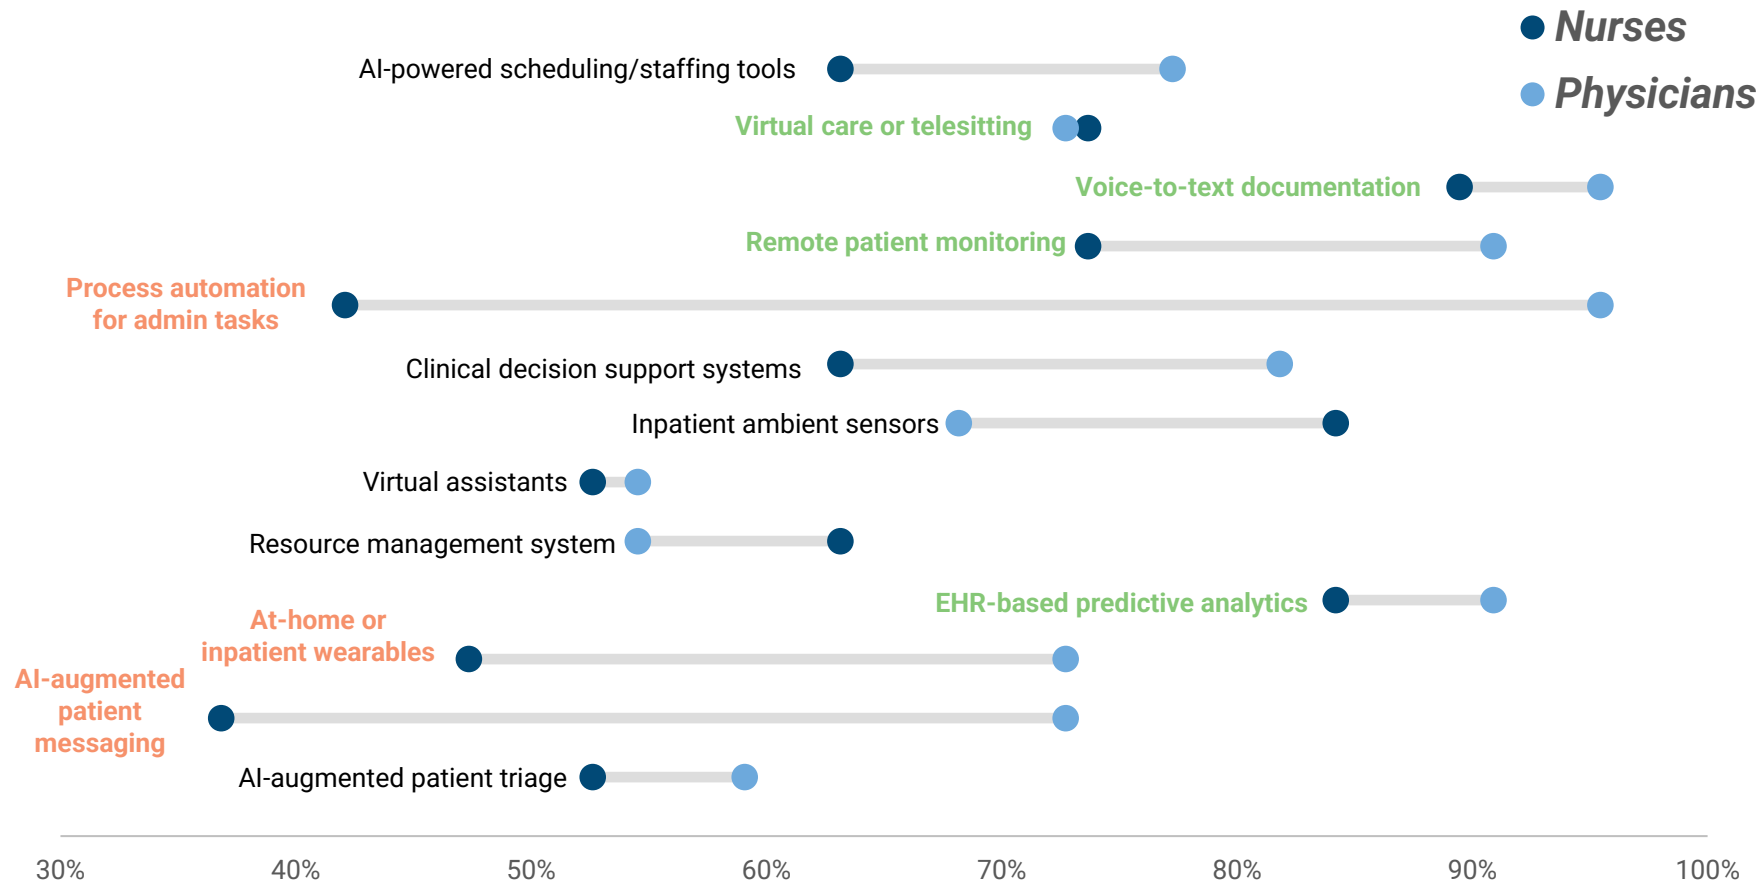 Nurses
Physicians
AI-powered scheduling/staffing tools
Virtual care or telesitting
Voice-to-text documentation
Remote patient monitoring
Process automation
for admin tasks
Clinical decision support systems
Inpatient ambient sensors
Virtual assistants
Resource management system
EHR-based predictive analytics
At-home or
inpatient wearables
AI-augmented
patient
messaging
AI-augmented patient triage
30% 40% 50% 60% 70% 80% 90% 100%